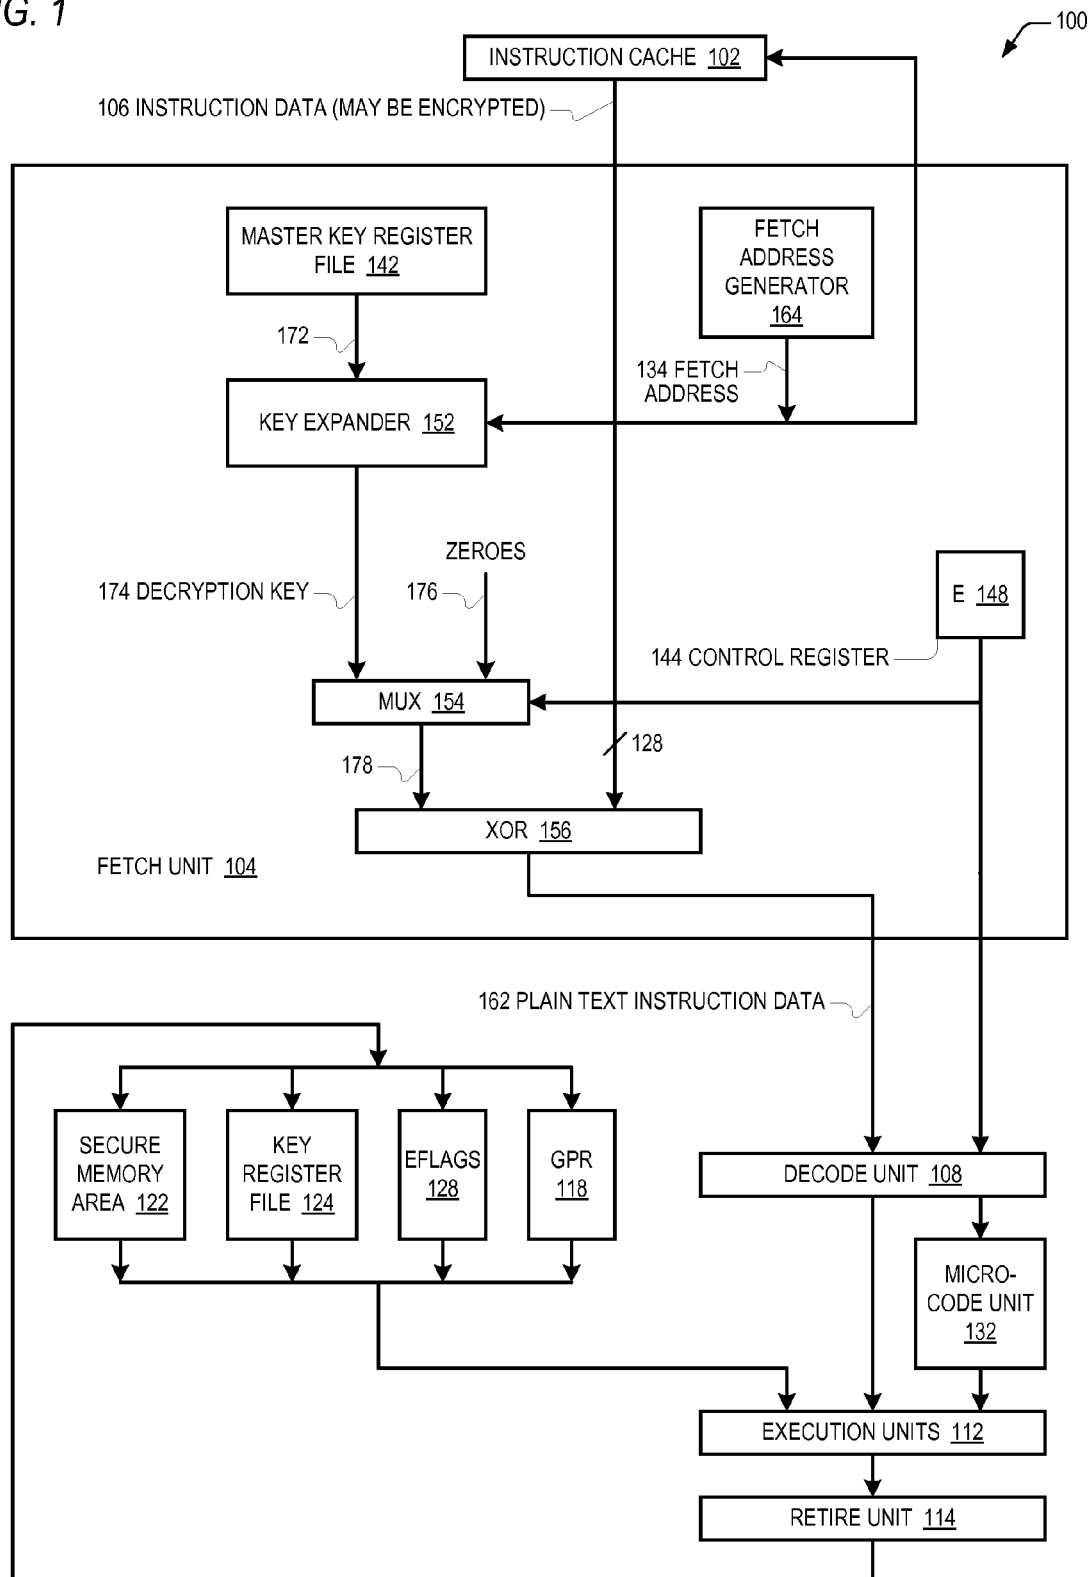 IG. 1
100
INSTRUCTION CACHE 102
106 INSTRUCTION DATA (MAY BE ENCRYPTED)
MASTER KEY REGISTER
FILE 142
FETCH
ADDRESS
GENERATOR
164
172
134 FETCH
ADDRESS
KEY EXPANDER 152
ZEROES
174 DECRYPTION KEY
176
E 148
144 CONTROL REGISTER
MUX 154
128
178
XOR 156
FETCH UNIT 104
162 PLAIN TEXT INSTRUCTION DATA
SECURE
MEMORY
AREA 122
KEY
REGISTER
FILE 124
EFLAGS
128
GPR
118
DECODE UNIT 108
MICRO-
CODE UNIT
132
EXECUTION UNITS 112
RETIRE UNIT 114